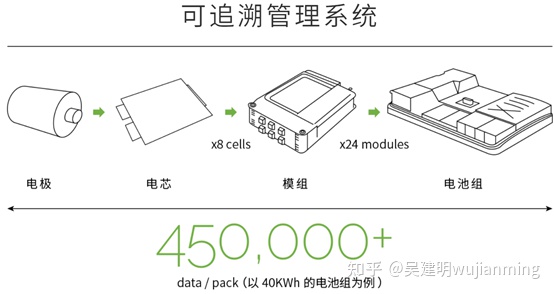 可追溯管理系统
x8 cells
x24 modules
电极
电芯
模组
电池组
450,000+
data / pack (以 40KWh 的电池组为例)
知乎 @吴建明wujianming